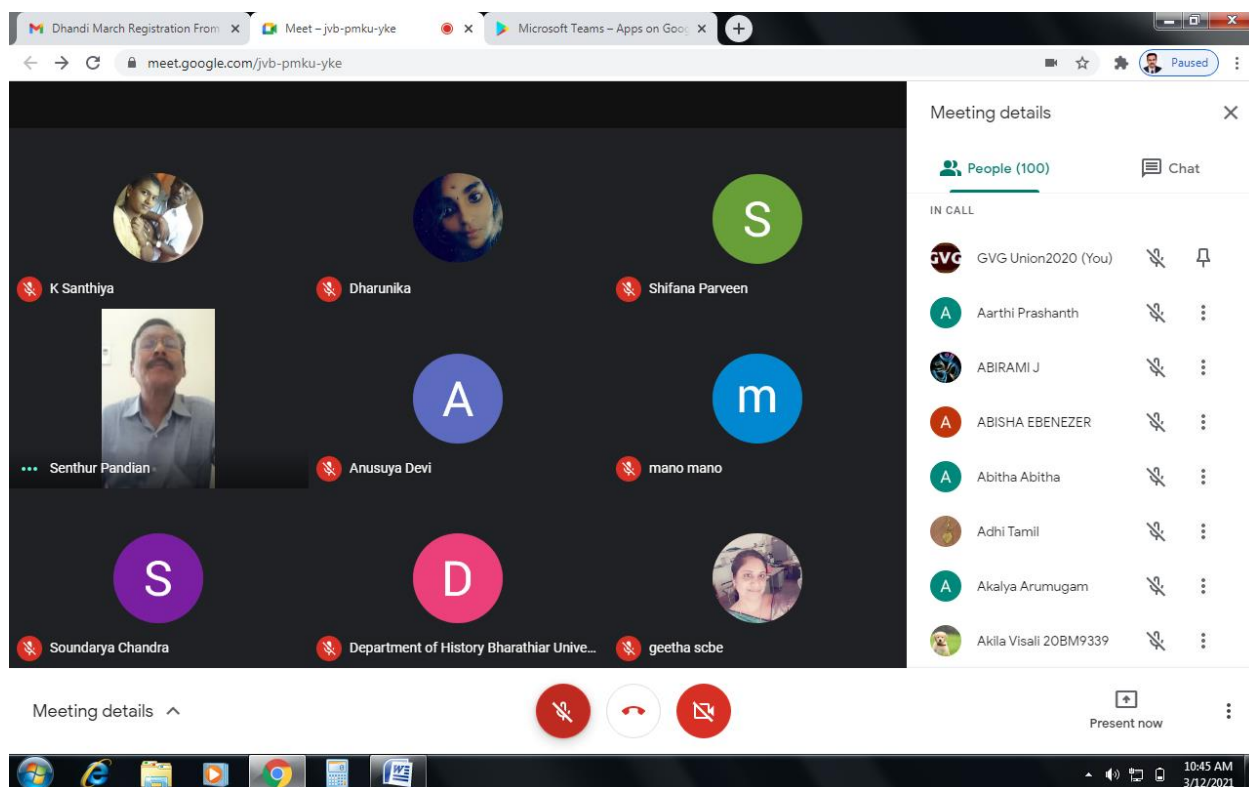 Dhandi March Registration From
Meet – jvb-pmku-yke
Microsoft Teams – Apps on Goog
meet.google.com/jvb-pmku-yke
Paused
Meeting details
People (100)
Chat
IN CALL
GVG
GVG Union2020 (You)
A
Aarthi Prashanth
ABIRAMI J
A
ABISHA EBENEZER
A
Abitha Abitha
Adhi Tamil
A
Akalya Arumugam
Akila Visali 20BM9339
K Santhiya
Dharunika
S
Shifana Parveen
Senthur Pandian
A
Anusuya Devi
m
mano mano
S
Soundarya Chandra
D
Department of History Bharathiar Unive...
geetha scbe
Meeting details
Present now
10:45 AM
3/12/2021